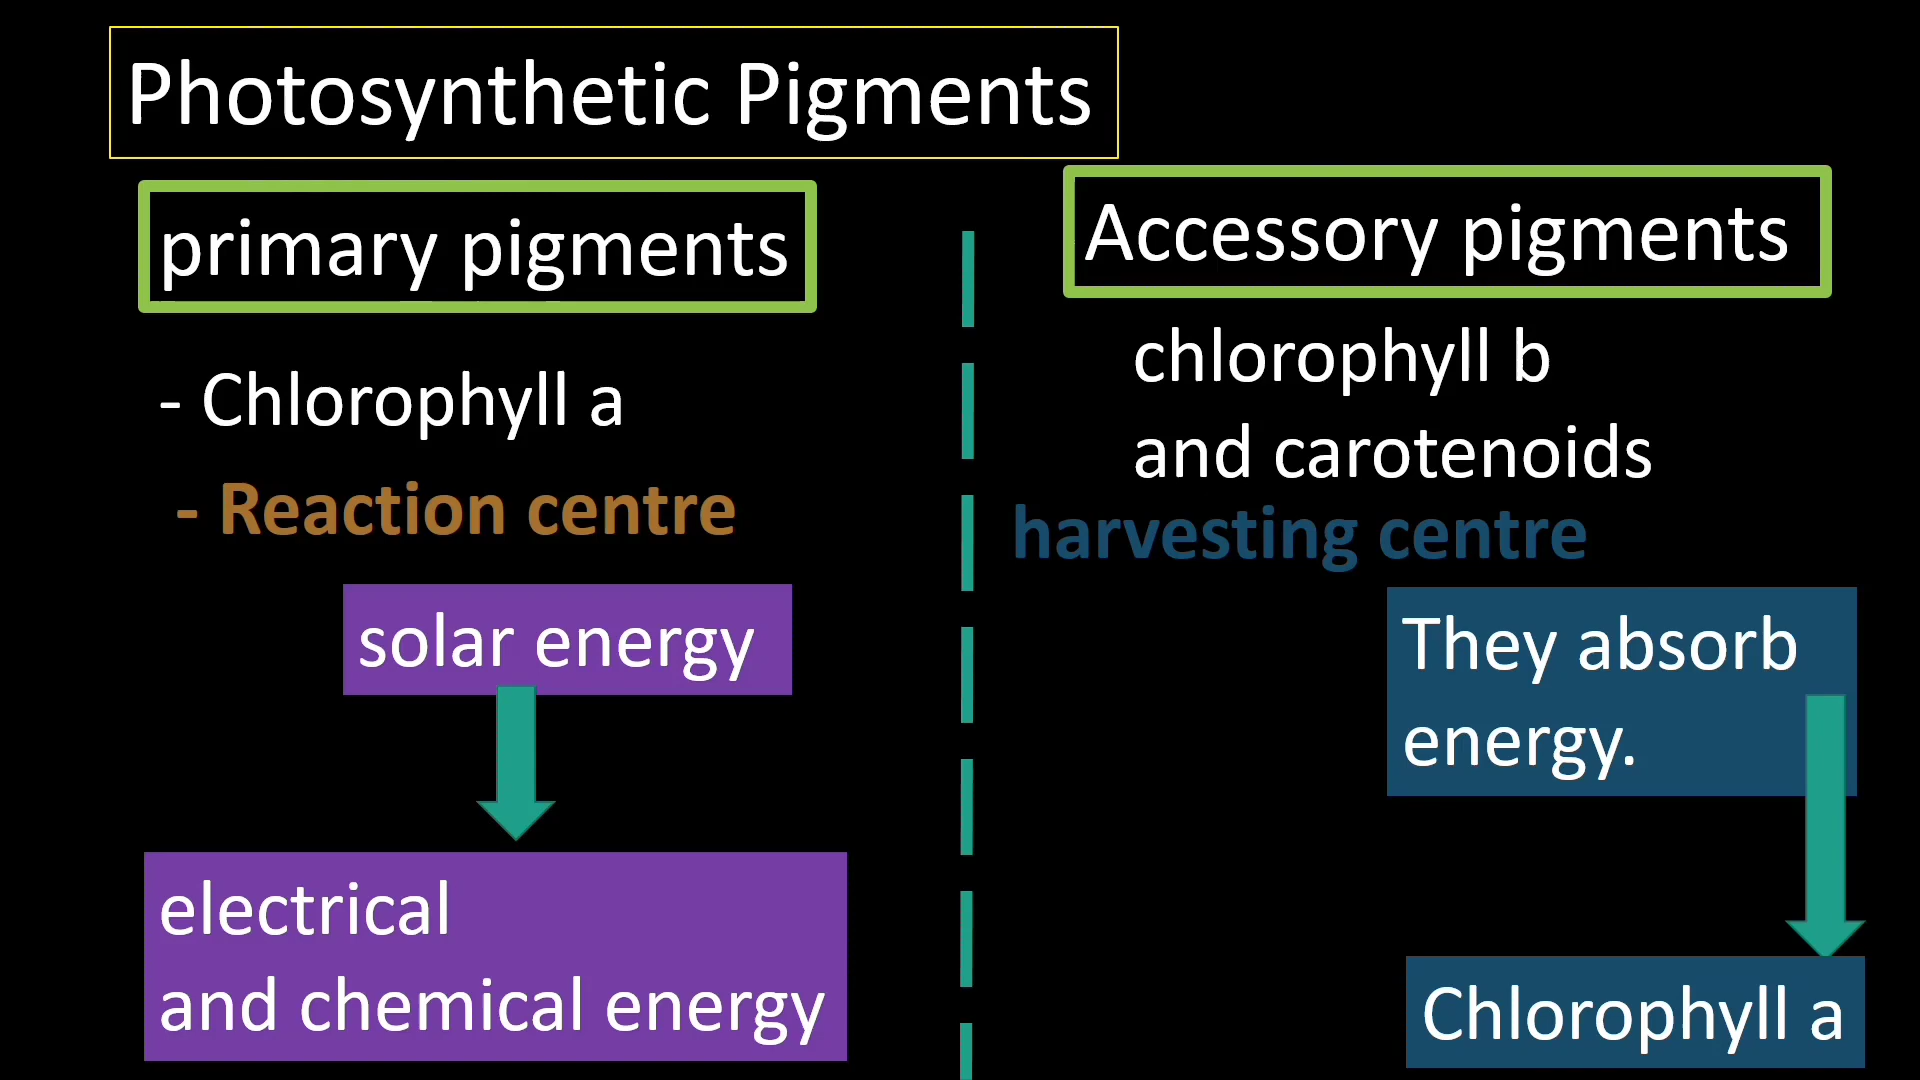 Photosynthetic Pigments
primary pigments
- Chlorophyll a
- Reaction centre
solar energy
electrical
and chemical energy
Accessory pigments
chlorophyll b
and carotenoids
harvesting centre
They absorb
energy.
Chlorophyll a